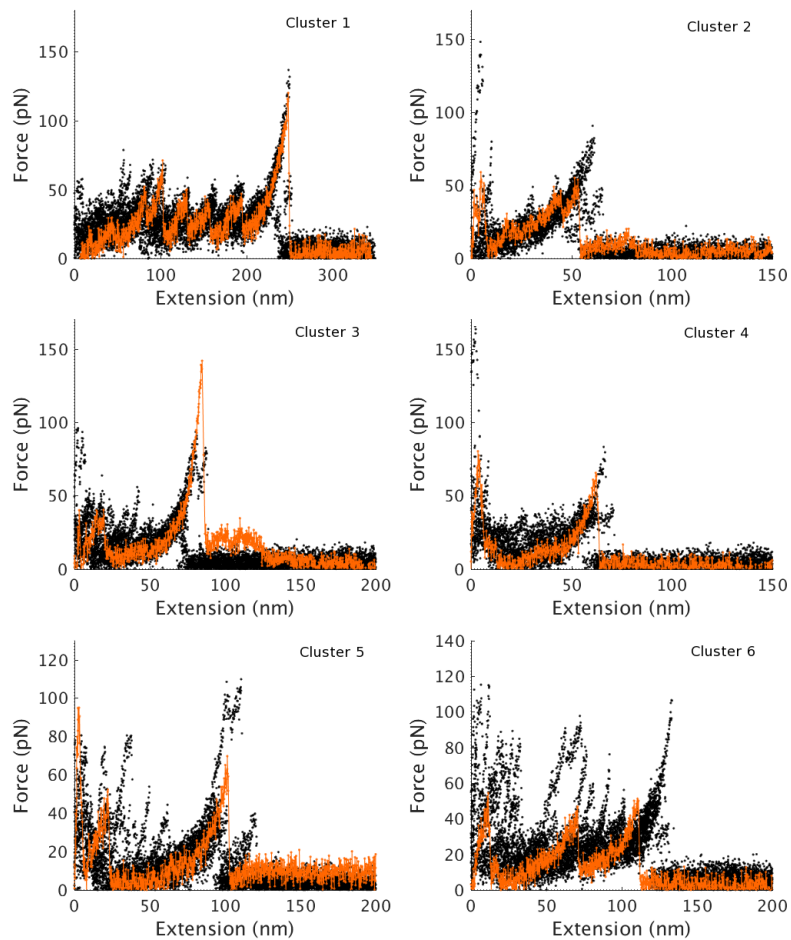 Cluster 1
Force (pN)
150
100
50
0
0 100 200 300
Extension (nm)
Cluster 2
Force (pN)
150
100
50
0
0 50 100 150
Extension (nm)
Cluster 3
Force (pN)
150
100
50
0
0 50 100 150 200
Extension (nm)
Cluster 4
Force (pN)
150
100
50
0
0 50 100 150
Extension (nm)
Cluster 5
Force (pN)
120
100
80
60
40
20
0
0 50 100 150 200
Extension (nm)
Cluster 6
Force (pN)
140
120
100
80
60
40
20
0
0 50 100 150 200
Extension (nm)